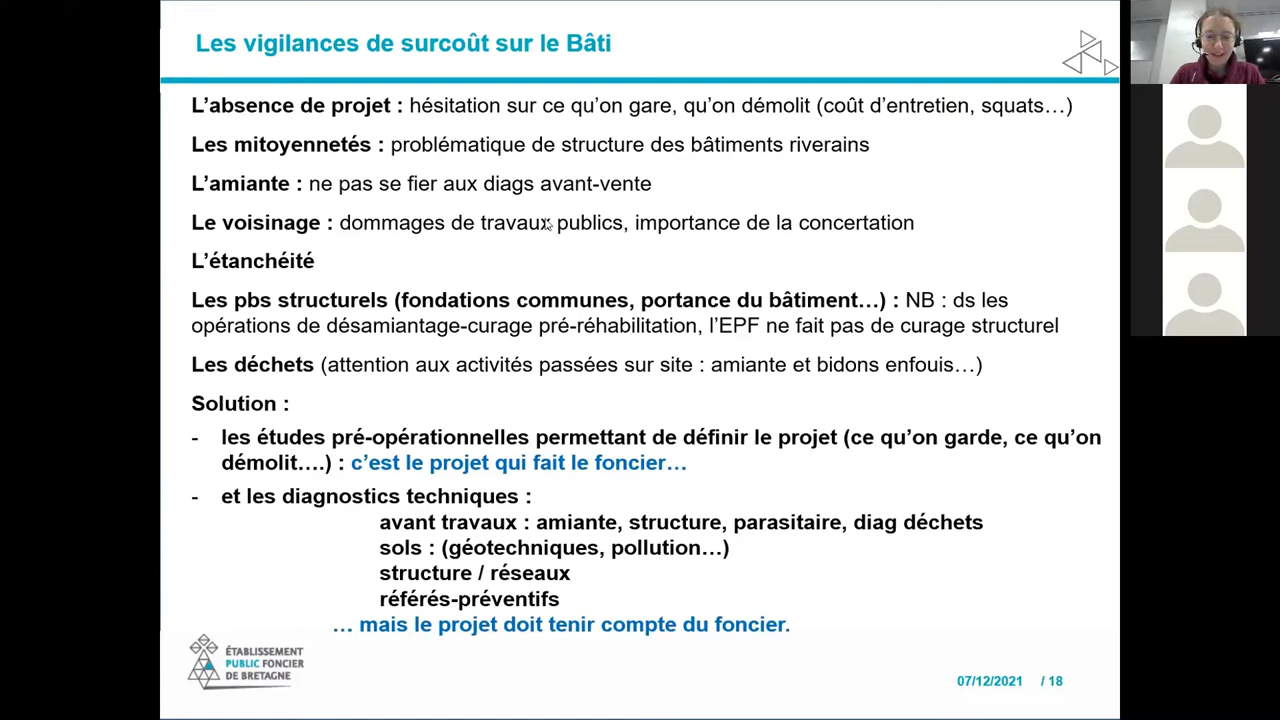 Les vigilances de surcoût sur le Bâti
L'absence de projet : hésitation sur ce qu'on gare, qu'on démolit (coût d'entretien, squats…)
Les mitoyennetés : problématique de structure des bâtiments riverains
L'amiante : ne pas se fier aux diags avant-vente
Le voisinage : dommages de travaux publics, importance de la concertation
L'étanchéité
Les pbs structurels (fondations communes, portance du bâtiment…) : NB : ds les
opérations de désamiantage-curage pré-réhabilitation, l'EPF ne fait pas de curage structurel
Les déchets (attention aux activités passées sur site : amiante et bidons enfouis…)
Solution :
- les études pré-opérationnelles permettant de définir le projet (ce qu'on garde, ce qu'on
démolit….) : c'est le projet qui fait le foncier…
- et les diagnostics techniques :
avant travaux : amiante, structure, parasitaire, diag déchets
sols : (géotechniques, pollution…)
structure / réseaux
référés-préventifs
… mais le projet doit tenir compte du foncier.
ÉTABLISSEMENT
PUBLIC FONCIER
DE BRETAGNE
07/12/2021 / 18